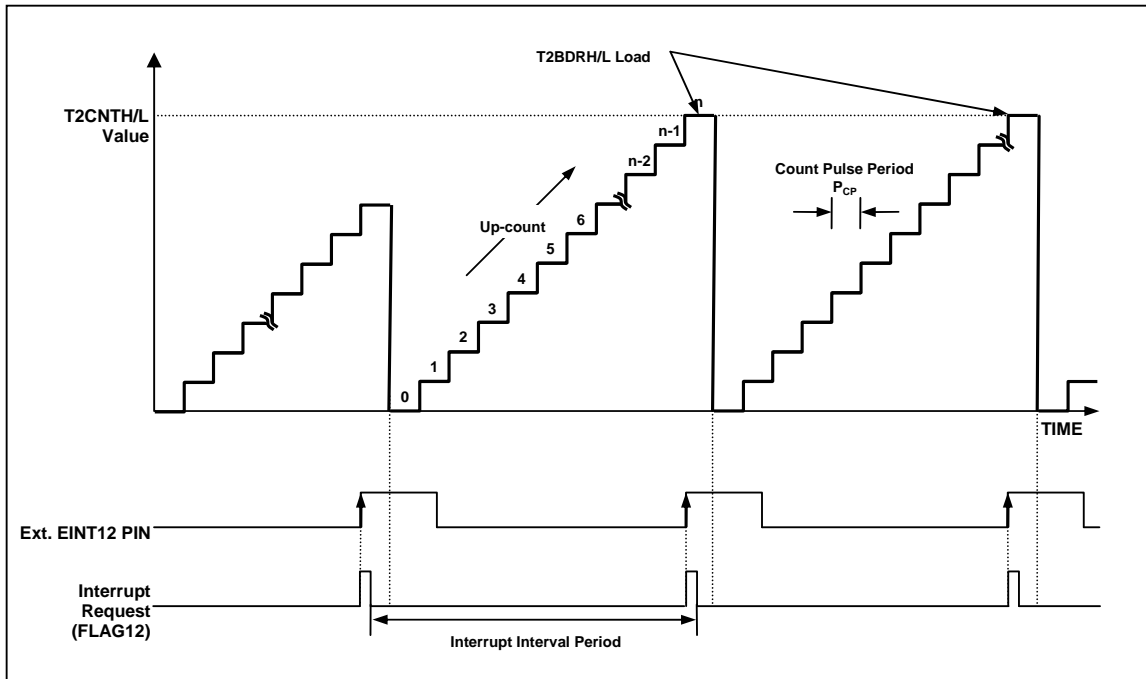 T2BDRH/L Load
T2CNTH/L
Value
n
n-1
n-2
Count Pulse Period
PCP
Up-count
6
5
4
3
2
1
0
TIME
Ext. EINT12 PIN
Interrupt
Request
(FLAG12)
Interrupt Interval Period